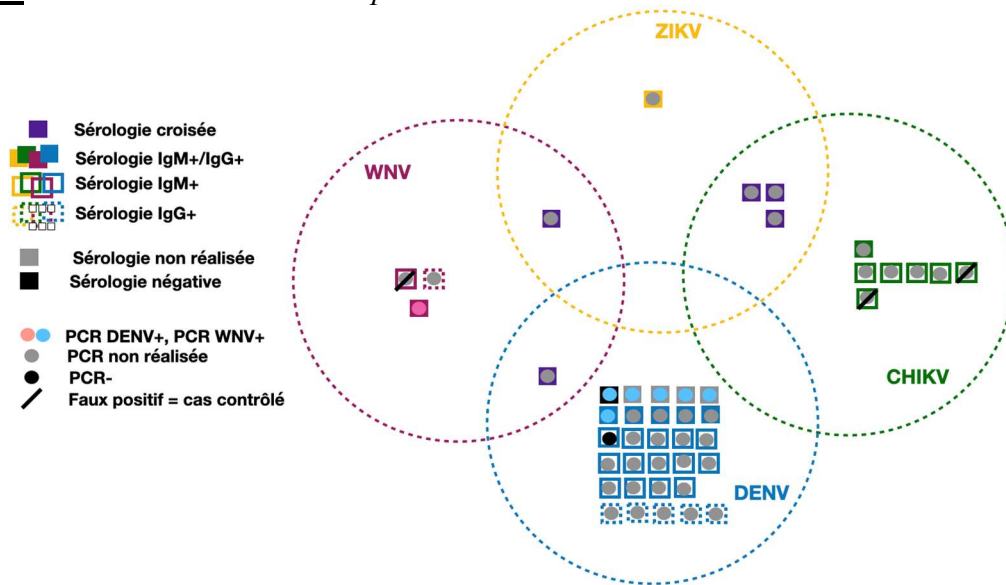 ZIKV
Sérologie croisée
Sérologie IgM+/IgG+
Sérologie IgM+
Sérologie IgG+
WNV
Sérologie non réalisée
Sérologie négative
PCR DENV+, PCR WNV+
PCR non réalisée
PCR-
Faux positif = cas contrôlé
CHIKV
DENV